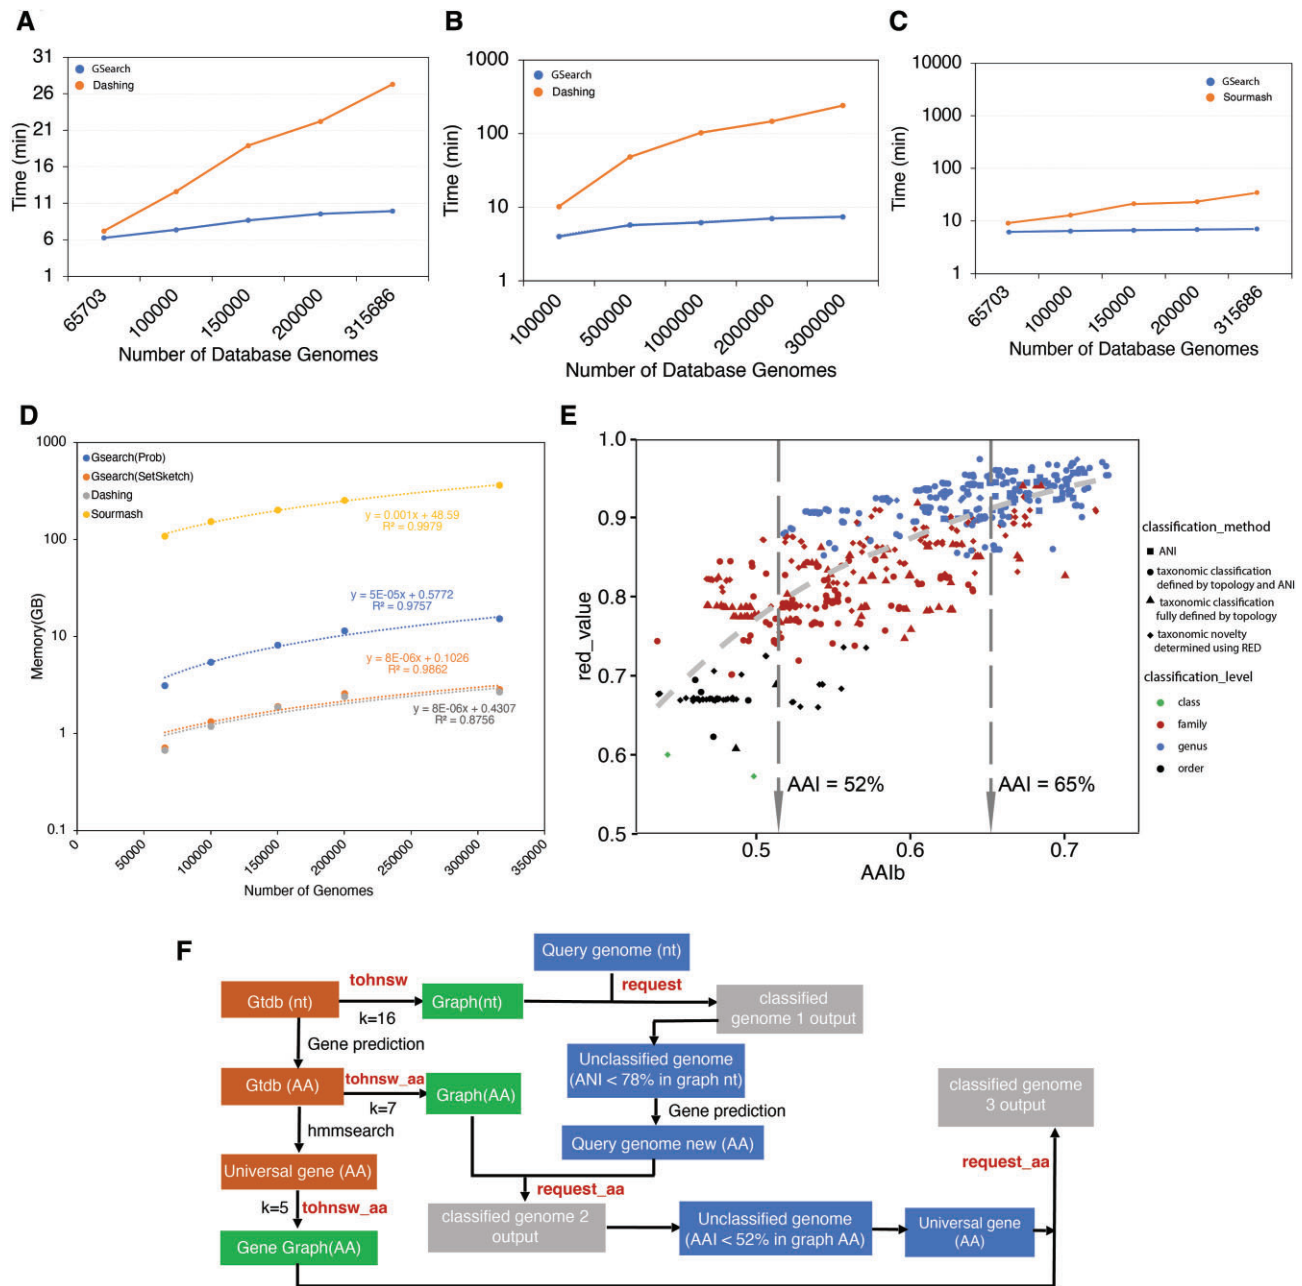 A
31
26
21
16
11
6
1
Time (min)
GSearch
Dashing
65703
100000
150000
200000
315686
Number of Database Genomes
B
1000
100
10
1
Time (min)
GSearch
Dashing
100000
500000
1000000
2000000
3000000
Number of Database Genomes
C
10000
1000
100
10
1
Time (min)
GSearch
Sourmash
65703
100000
150000
200000
315686
Number of Database Genomes
D
1000
100
10
1
0.1
Memory(GB)
Gsearch(Prob)
Gsearch(SetSketch)
Dashing
Sourmash
y = 0.001x + 48.59
R² = 0.9979
y = 5E-05x + 0.5772
R² = 0.9757
y = 8E-06x + 0.1026
R² = 0.9862
y = 8E-06x + 0.4307
R² = 0.8756
0
50000
100000
150000
200000
250000
300000
350000
Number of Genomes
E
1.0
0.9
0.8
0.7
0.6
0.5
red_value
AAI = 52%
AAI = 65%
0.5
0.6
0.7
AAIb
classification_method
ANI
taxonomic classification
defined by topology and ANI
taxonomic classification
fully defined by topology
taxonomic novelty
determined using RED
classification_level
class
family
genus
order
F
Query genome (nt)
tohnsw
request
Gtdb (nt)
Graph(nt)
classified
genome 1 output
k=16
Gene prediction
Unclassified genome
(ANI < 78% in graph nt)
Gtdb (AA)
tohnsw_aa
Graph(AA)
k=7
Gene prediction
classified genome
3 output
hmmsearch
Query genome new (AA)
Universal gene (AA)
request_aa
request_aa
k=5
tohnsw_aa
classified genome 2
output
Unclassified genome
(AAI < 52% in graph AA)
Universal gene
(AA)
Gene Graph(AA)